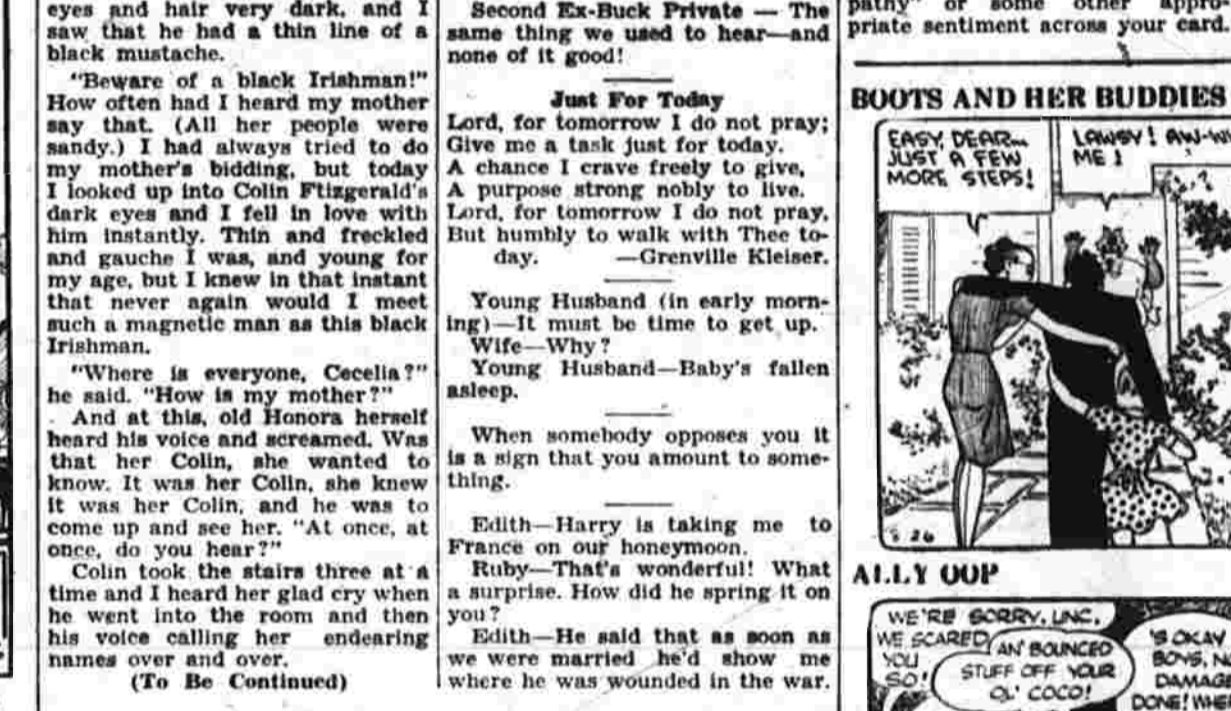 eyes and hair very dark, and I
saw that he had a thin line of a
black mustache.
"Beware of a black Irishman!"
How often had I heard my mother
say that. (All her people were
sandy.) I had always tried to do
my mother's bidding, but today
I looked up into Colin Ftizgerald's
dark eyes and I fell in love with
him instantly. Thin and freckled
and gauche I was, and young for
my age, but I knew in that instant
that never again would I meet
such a magnetic man as this black
Irishman.
"Where is everyone, Cecelia?"
he said. "How is my mother?"
And at this, old Honora herself
heard his voice and screamed. Was
that her Colin, she wanted to
know. It was her Colin, she knew
it was her Colin, and he was to
come up and see her. "At once, at
once, do you hear?"
Colin took the stairs three at a
time and I heard her glad cry when
he went into the room and then
his voice calling her endearing
names over and over.
(To Be Continued)
Second Ex-Buck Private — The
same thing we used to hear—and
none of it good!
Just For Today
Lord, for tomorrow I do not pray;
Give me a task just for today.
A chance I crave freely to give,
A purpose strong nobly to live.
Lord, for tomorrow I do not pray,
But humbly to walk with Thee to-
day. —Grenville Kleiser.
Young Husband (in early morn-
ing)—It must be time to get up.
Wife—Why?
Young Husband—Baby's fallen
asleep.
When somebody opposes you it
is a sign that you amount to some-
thing.
Edith—Harry is taking me to
France on our honeymoon.
Ruby—That's wonderful! What
a surprise. How did he spring it on
you?
Edith—He said that as soon as
we were married he'd show me
where he was wounded in the war.
pathy" or some other appro-
priate sentiment across your card.
BOOTS AND HER BUDDIES
EASY, DEAR...
JUST A FEW
MORE STEPS!
LAWSY! AW-
ME!
26
ALLY OOP
WE'RE SORRY, UNC,
WE SCARED
YOU
SO!
AN' BOUNCED
STUFF OFF YOUR
OL' COCO!
'S OKAY,
BOYS, 
DAMAGE
DONE!